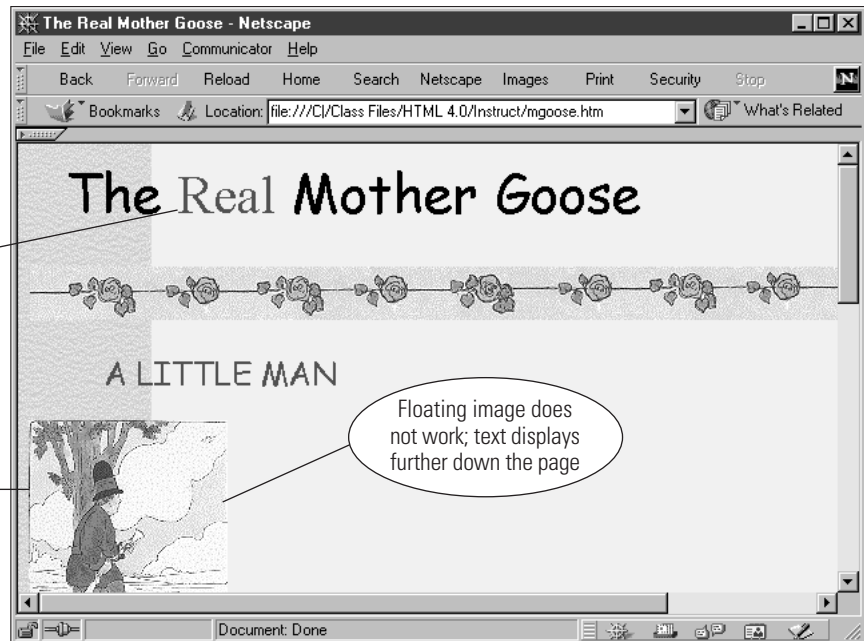 The Real Mother Goose - Netscape
File Edit View Go Communicator Help
Back Forward Reload Home Search Netscape Images Print Security Stop
N
Bookmarks Location: file:///C|/Class Files/HTML 4.0/Instruct/mgoose.htm What's Related
The Real Mother Goose
A LITTLE MAN
Floating image does
not work; text displays
further down the page
Document: Done